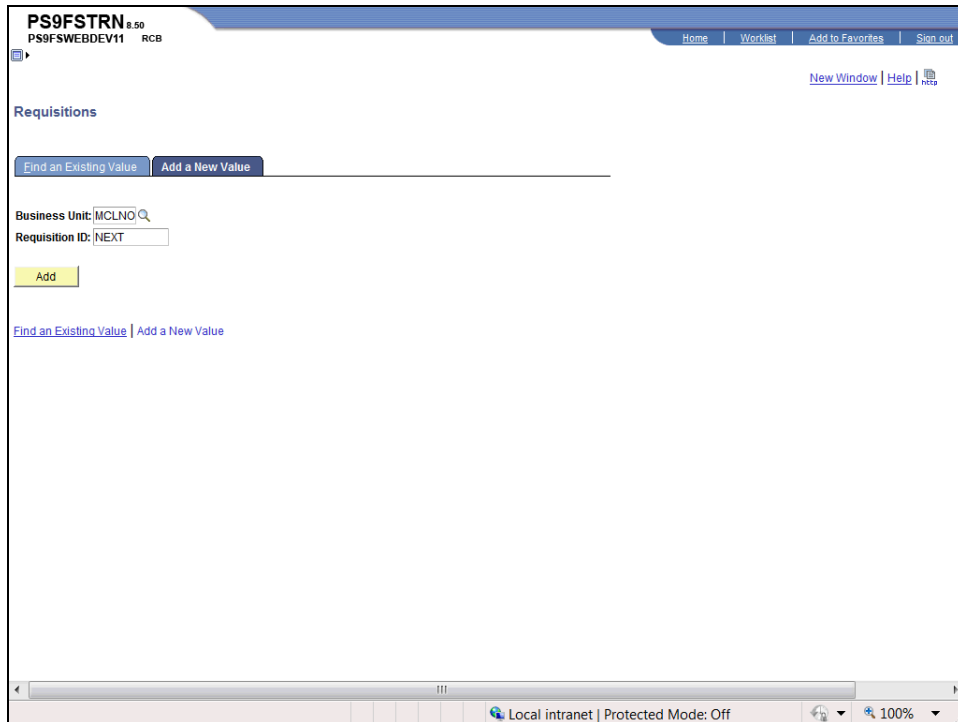 PS9FSTRN 8.50
PS9FSWEBDEV11 RCB
Home | Worklist | Add to Favorites | Sign out
New Window | Help | http
Requisitions
Find an Existing Value Add a New Value
Business Unit: MCLNO
Requisition ID: NEXT
Add
Find an Existing Value | Add a New Value
Local intranet | Protected Mode: Off 100%